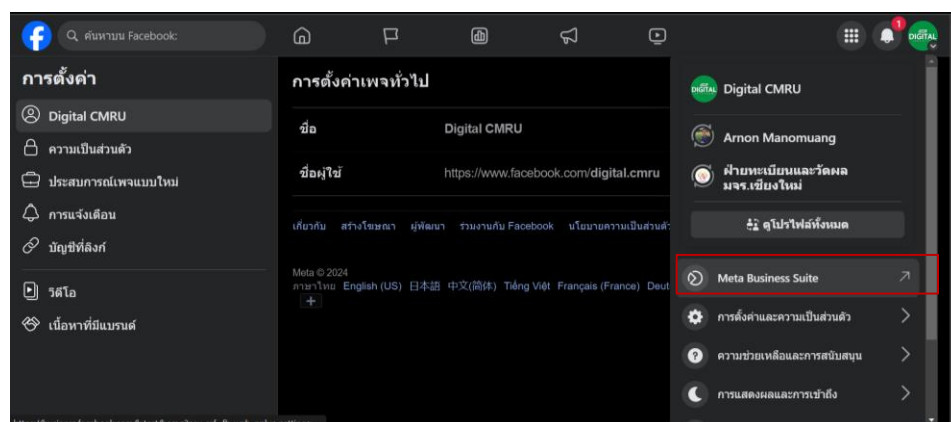 ค้นหาบน Facebook:
1
DIGITAL
การตั้งค่า
Digital CMRU
ความเป็นส่วนตัว
ประสบการณ์เพจแบบใหม่
การแจ้งเตือน
บัญชีที่ลิงก์
วิดีโอ
เนื้อหาที่มีแบรนด์
การตั้งค่าเพจทั่วไป
ชื่อ Digital CMRU
ชื่อผู้ใช้ https://www.facebook.com/digital.cmru
เกี่ยวกับ สร้างโฆษณา ผู้พัฒนา ร่วมงานกับ Facebook นโยบายความเป็นส่วนตัว
Meta © 2024
ภาษาไทย English (US) 日本語 中文(简体) Tiếng Việt Français (France) Deut
DIGITAL
Digital CMRU
Arnon Manomuang
ฝ่ายทะเบียนและวัดผล
มจร.เชียงใหม่
ดูโปรไฟล์ทั้งหมด
Meta Business Suite
การตั้งค่าและความเป็นส่วนตัว
ความช่วยเหลือและการสนับสนุน
การแสดงผลและการเข้าถึง